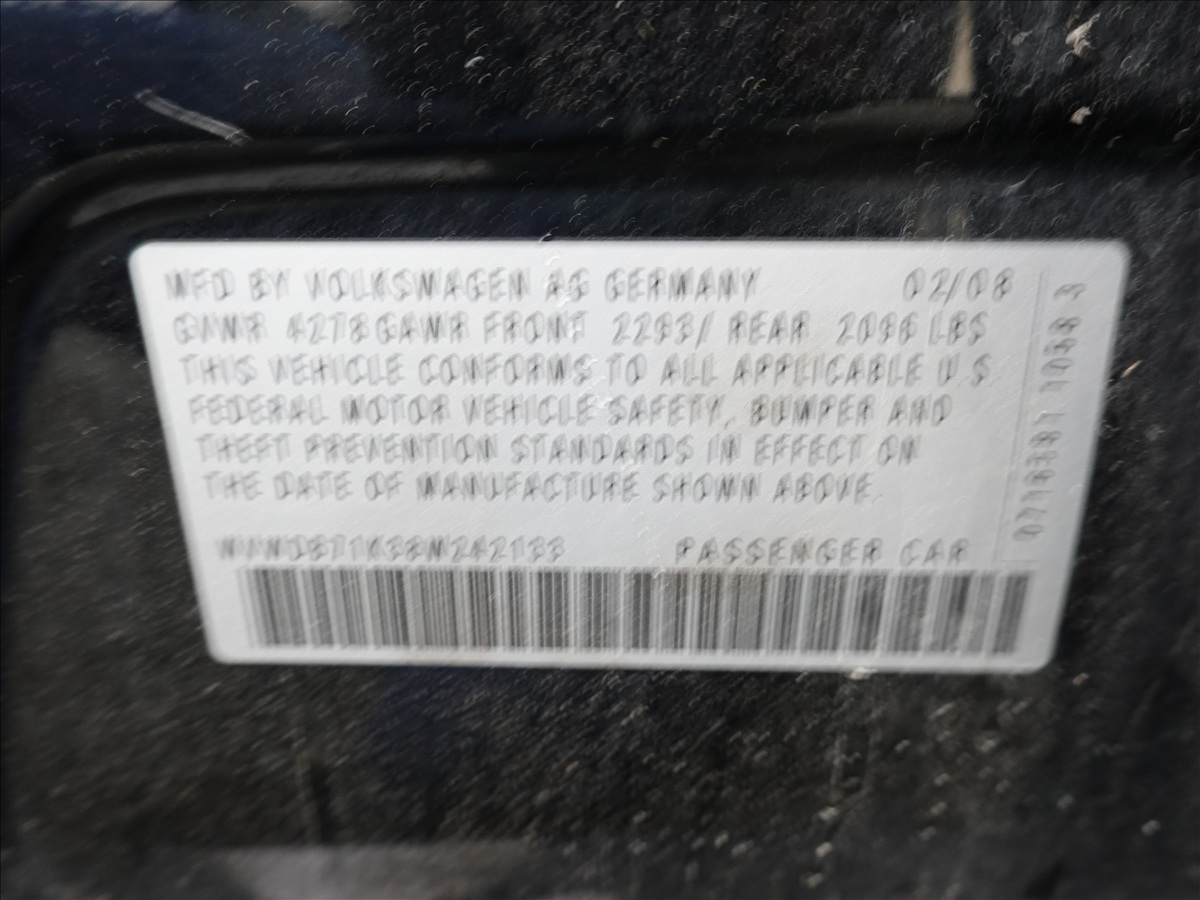 MFD BY VOLKSWAGEN AG GERMANY 02/08
GVWR 4278 GAWR FRONT / REAR LBS
THIS VEHICLE CONFORMS TO ALL APPLICABLE U.S.
FEDERAL MOTOR VEHICLE SAFETY, BUMPER AND
THEFT PREVENTION STANDARDS IN EFFECT ON
THE DATE OF MANUFACTURE SHOWN ABOVE.
PASSENGER CAR